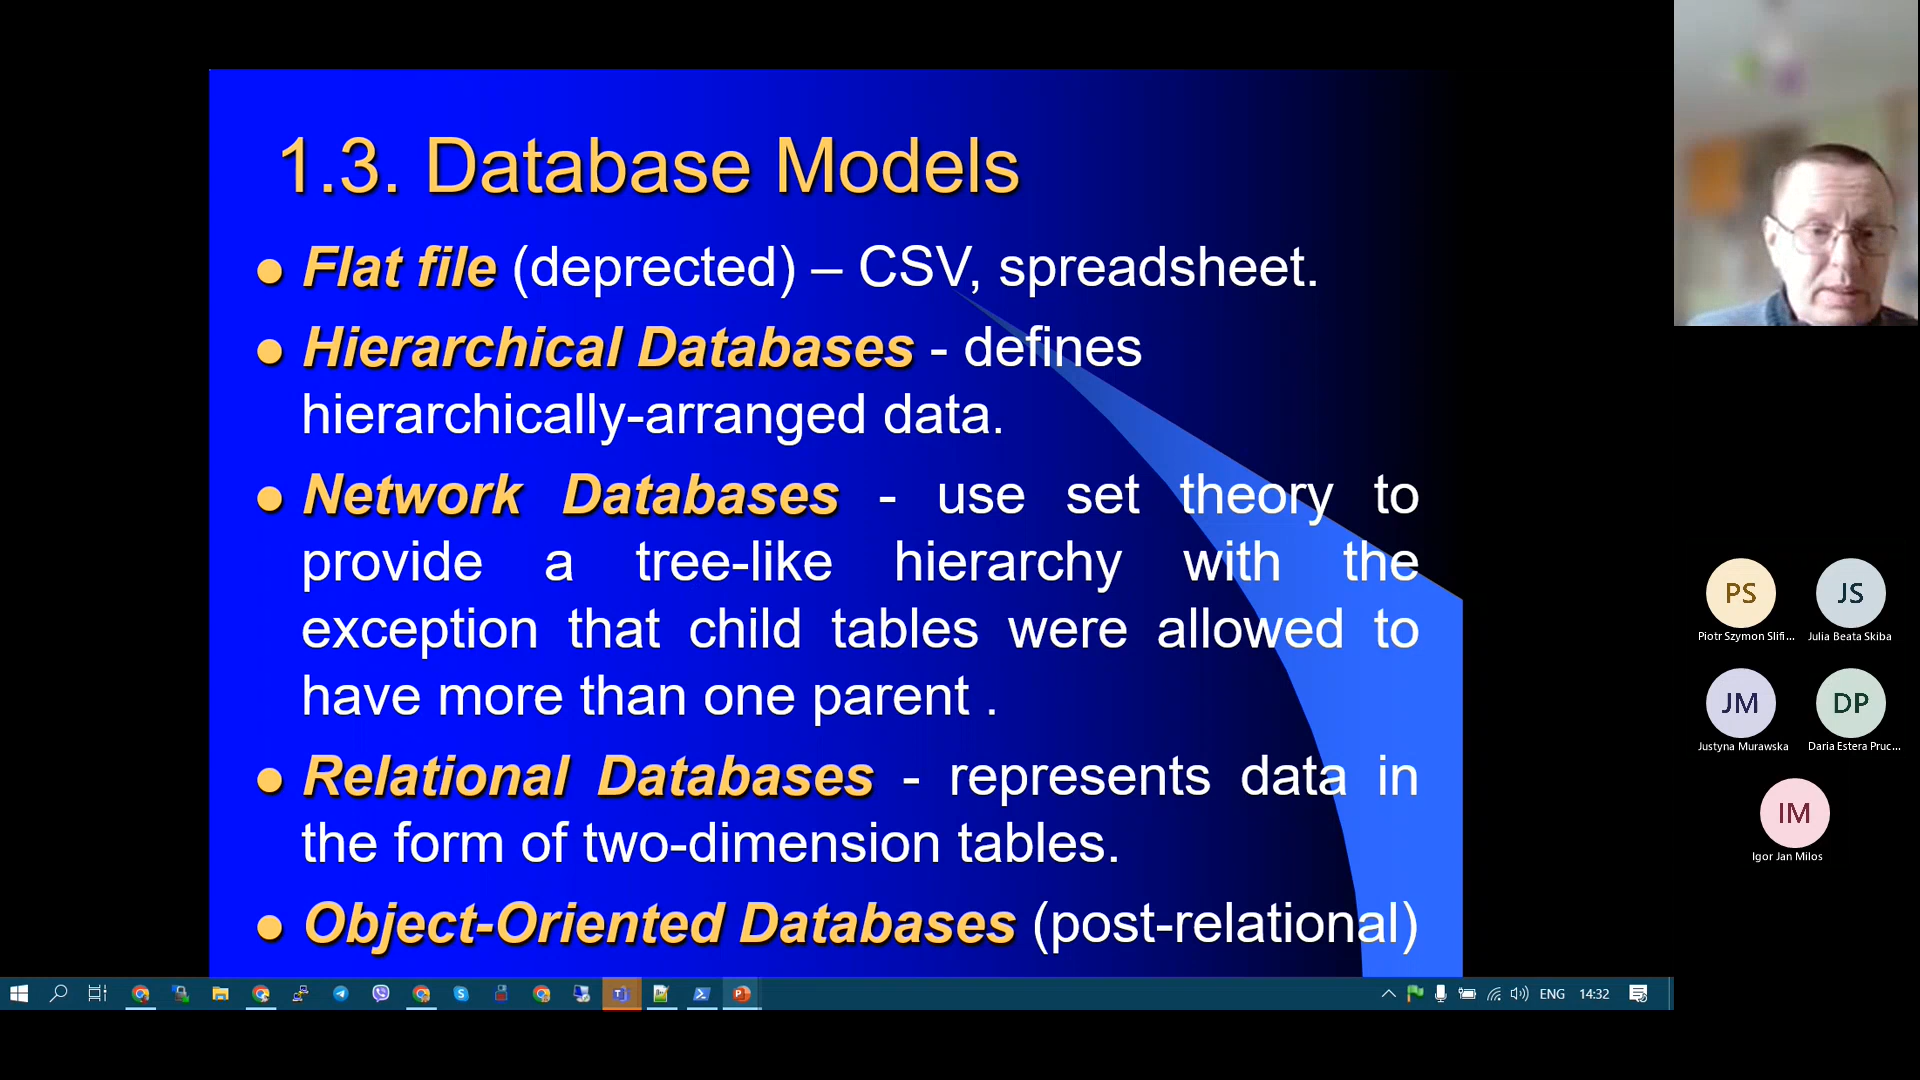 1.3. Database Models
Flat file (deprected) – CSV, spreadsheet.
Hierarchical Databases - defines
hierarchically-arranged data.
Network Databases - use set theory to
provide a tree-like hierarchy with the
exception that child tables were allowed to
have more than one parent .
Relational Databases - represents data in
the form of two-dimension tables.
Object-Oriented Databases (post-relational)
PS
JS
Piotr Szymon Slifi...
Julia Beata Skiba
JM
DP
Justyna Murawska
Daria Estera Pruc...
IM
Igor Jan Milos
ENG
14:32